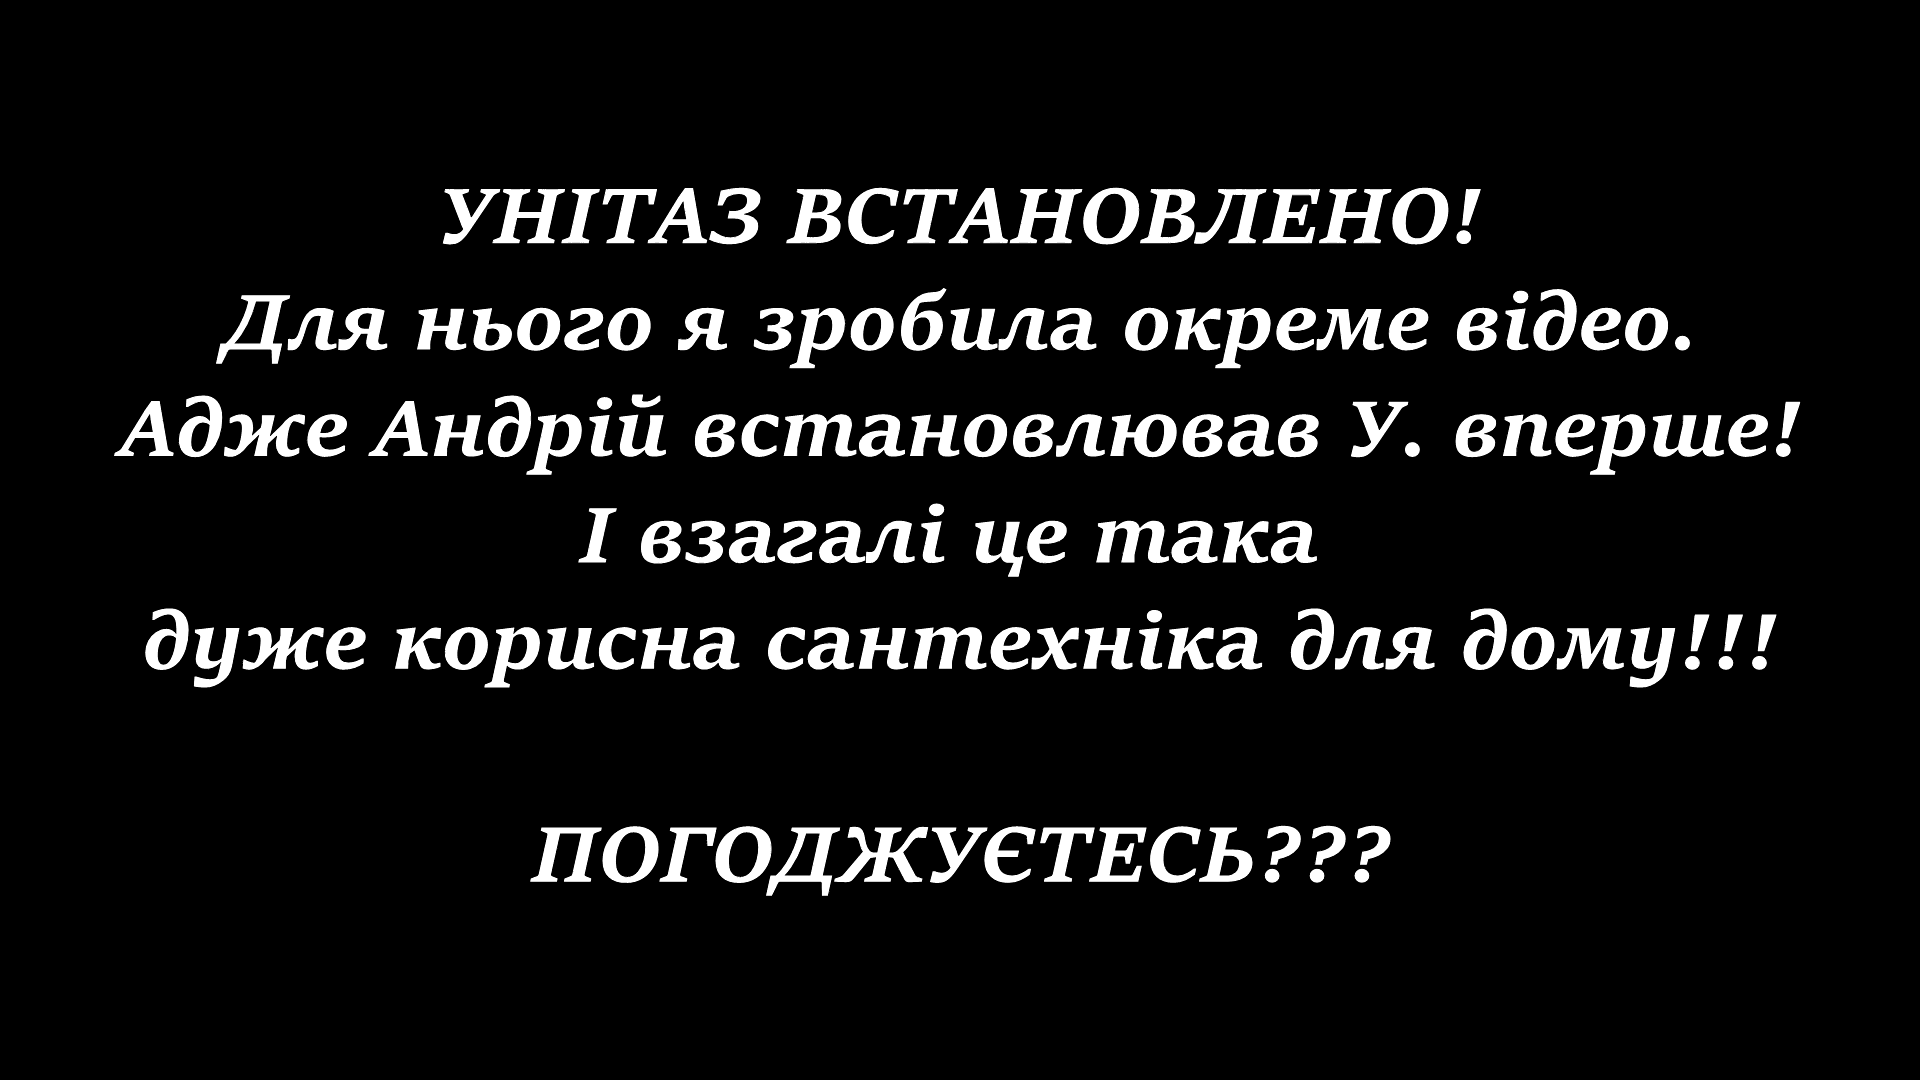 УНІТАЗ ВСТАНОВЛЕНО!
Для нього я зробила окреме відео.
Адже Андрій встановлював У. вперше!
І взагалі це така
дуже корисна сантехніка для дому!!!
ПОГОДЖУЄТЕСЬ???